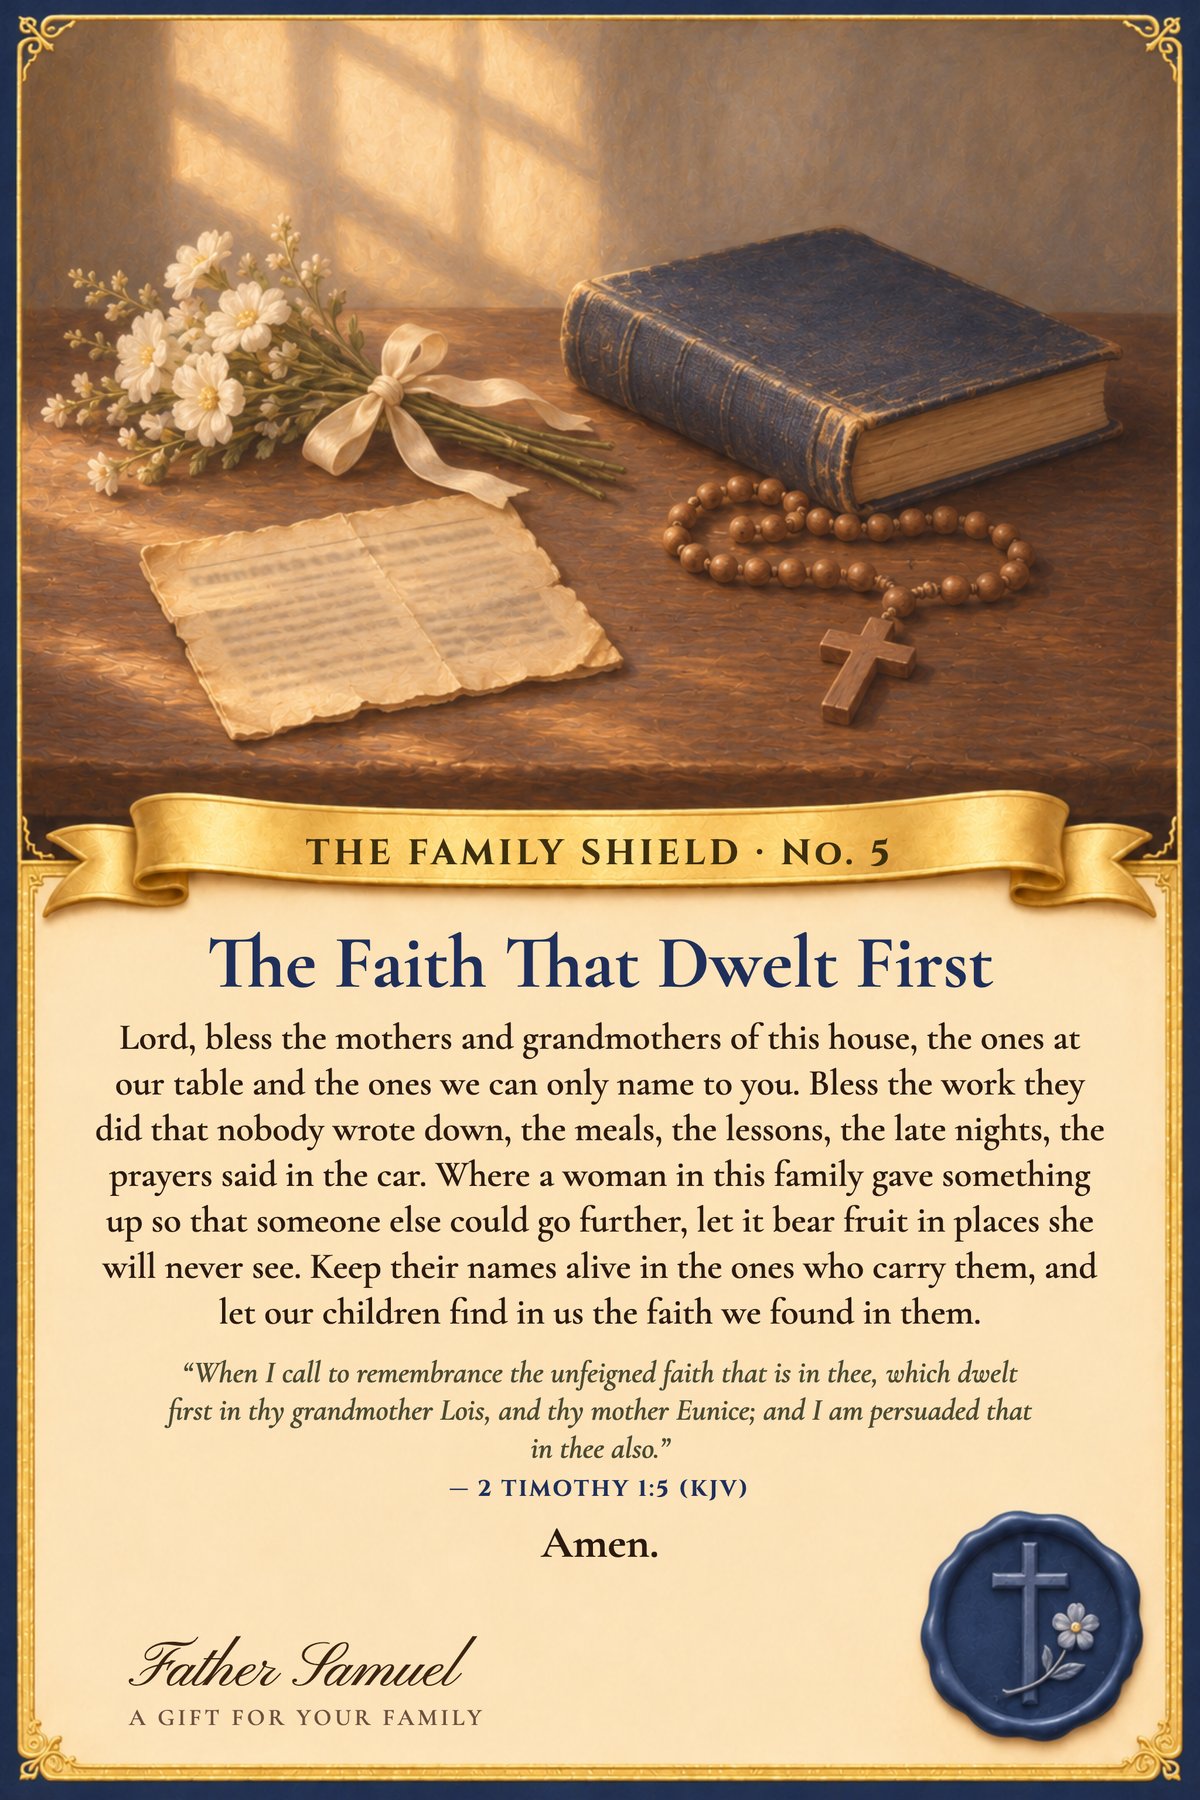 THE FAMILY SHIELD · No. 5
The Faith That Dwelt First
Lord, bless the mothers and grandmothers of this house, the ones at
our table and the ones we can only name to you. Bless the work they
did that nobody wrote down, the meals, the lessons, the late nights, the
prayers said in the car. Where a woman in this family gave something
up so that someone else could go further, let it bear fruit in places she
will never see. Keep their names alive in the ones who carry them, and
let our children find in us the faith we found in them.
“When I call to remembrance the unfeigned faith that is in thee, which dwelt
first in thy grandmother Lois, and thy mother Eunice; and I am persuaded that
in thee also.”
— 2 TIMOTHY 1:5 (KJV)
Amen.
Father Samuel
A GIFT FOR YOUR FAMILY